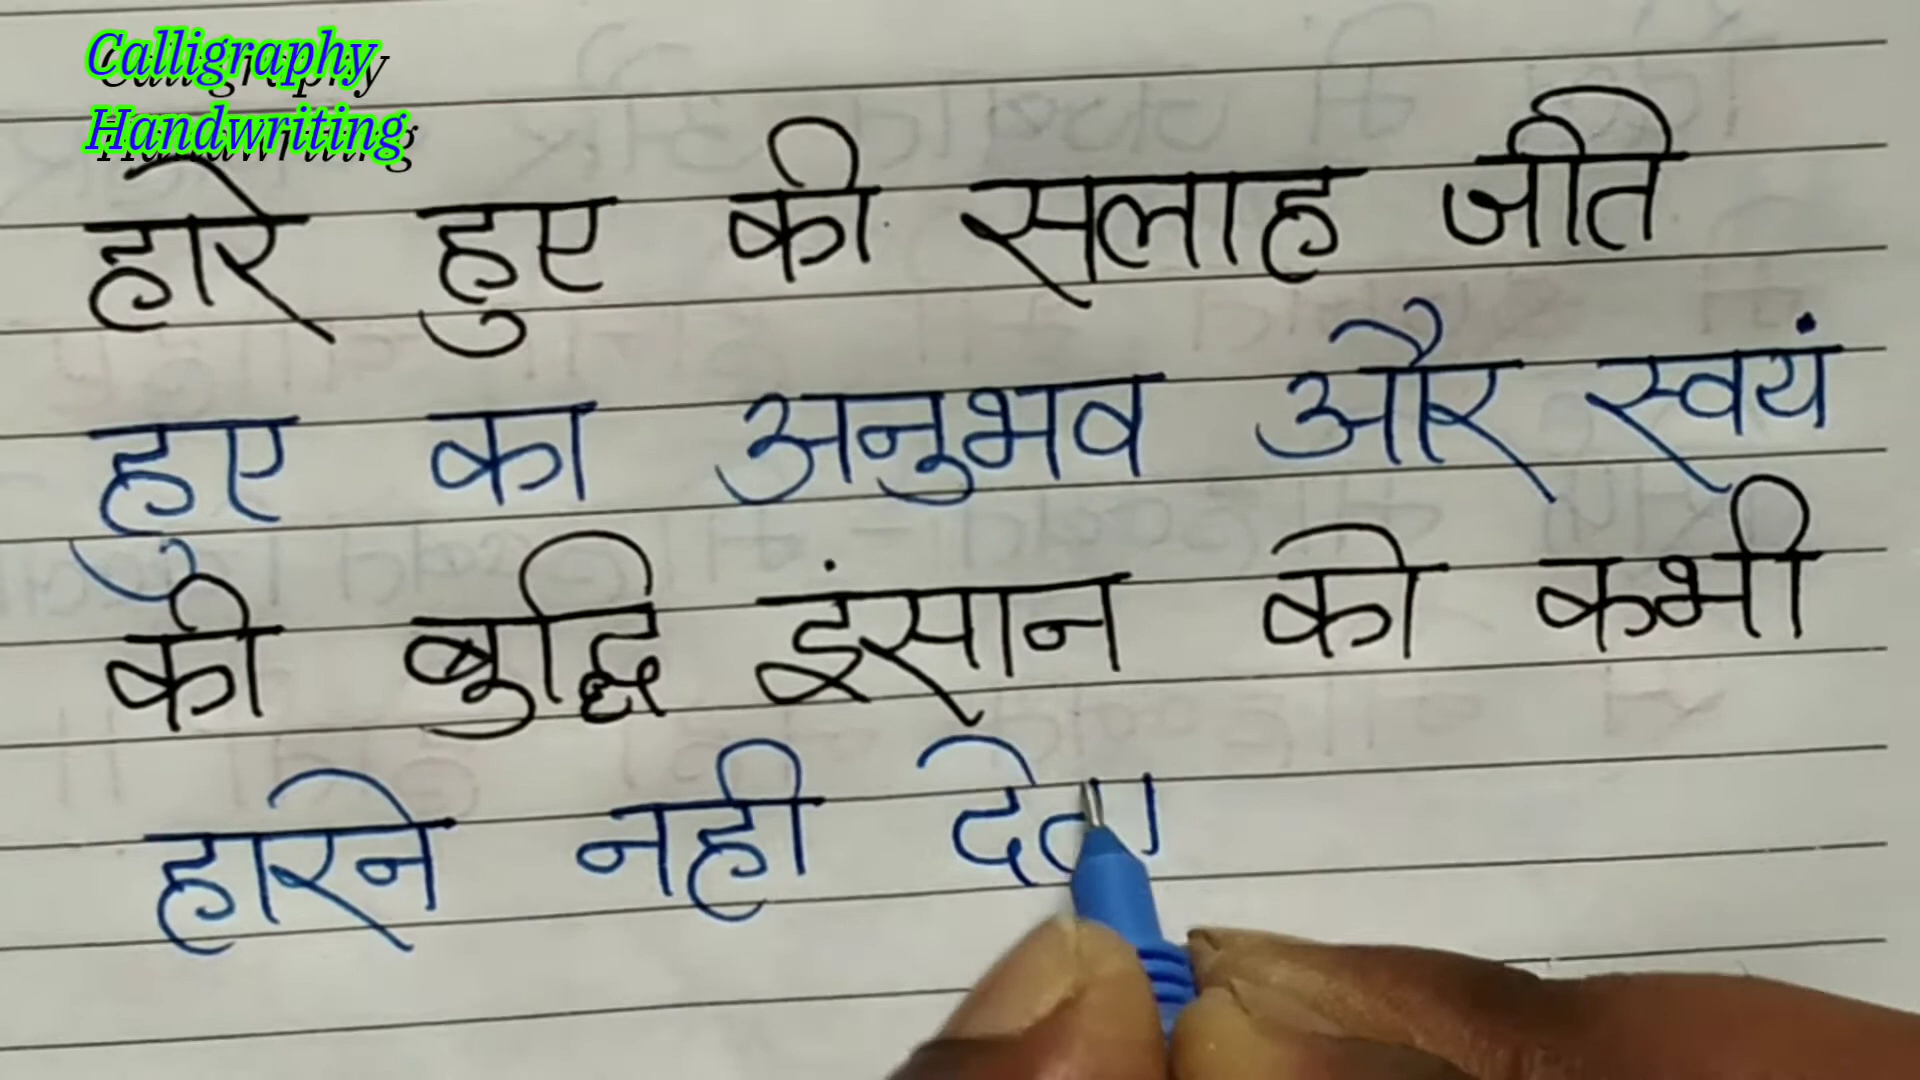 Calligraphy
Handwriting
हारे हुए की सलाह जीते
हुए का अनुभव और स्वयं
की बुद्धि इंसान को कभी
हारने नही देता